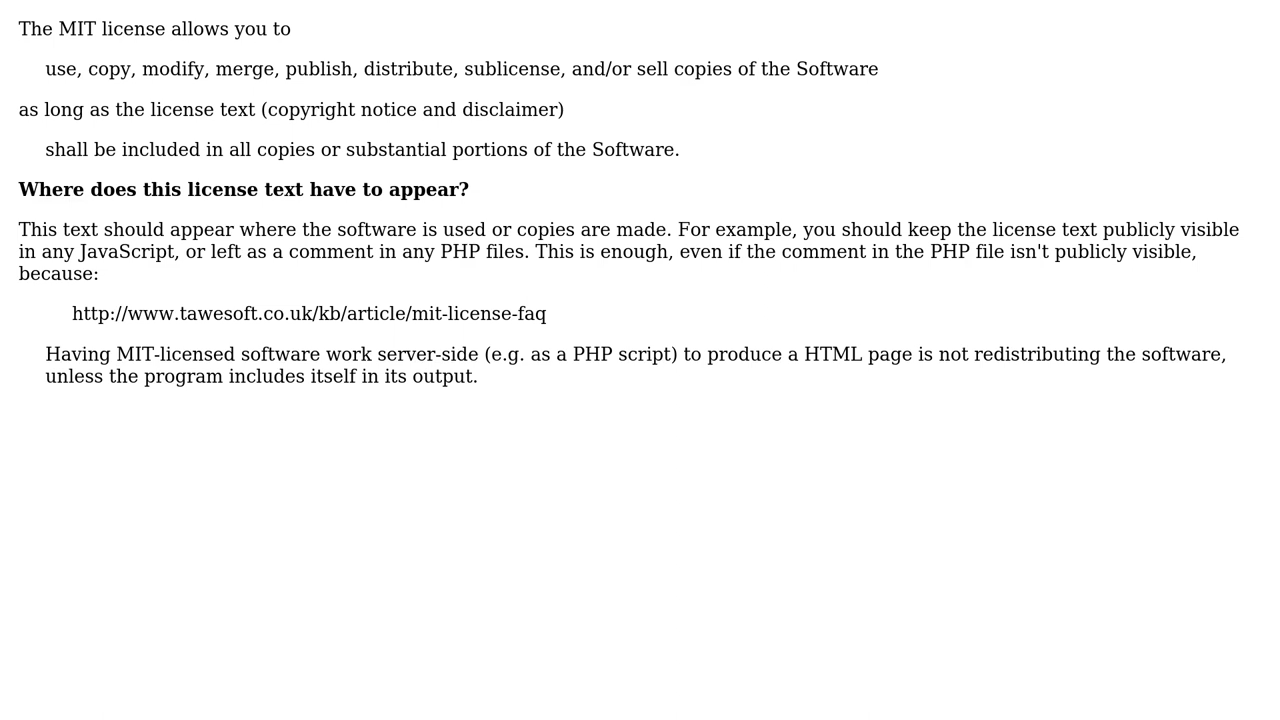 The MIT license allows you to
use, copy, modify, merge, publish, distribute, sublicense, and/or sell copies of the Software
as long as the license text (copyright notice and disclaimer)
shall be included in all copies or substantial portions of the Software.
Where does this license text have to appear?
This text should appear where the software is used or copies are made. For example, you should keep the license text publicly visible
in any JavaScript, or left as a comment in any PHP files. This is enough, even if the comment in the PHP file isn't publicly visible,
because:
http://www.tawesoft.co.uk/kb/article/mit-license-faq
Having MIT-licensed software work server-side (e.g. as a PHP script) to produce a HTML page is not redistributing the software,
unless the program includes itself in its output.